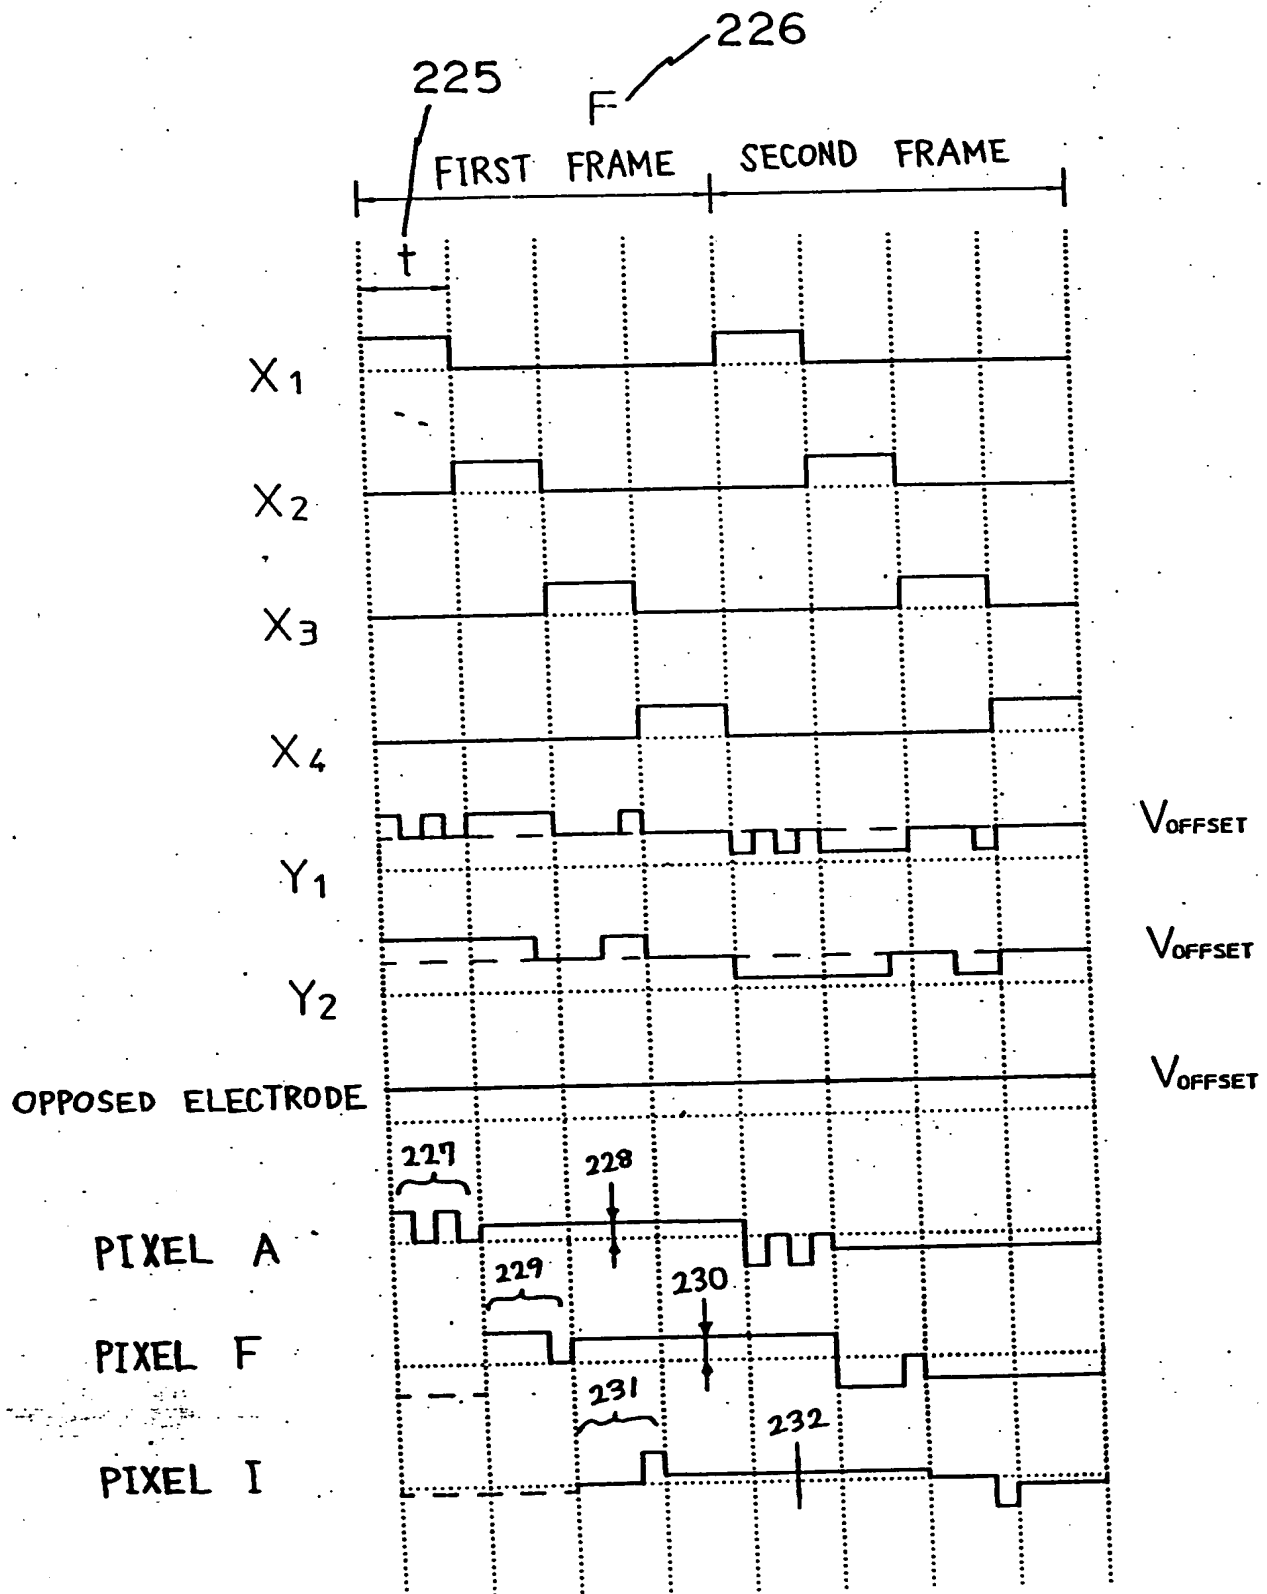 226
225
F
FIRST FRAME SECOND FRAME
t
X1
X2
X3
X4
VOFFSET
Y1
VOFFSET
Y2
VOFFSET
OPPOSED ELECTRODE
227
228
PIXEL A
229
230
PIXEL F
231
232
PIXEL I